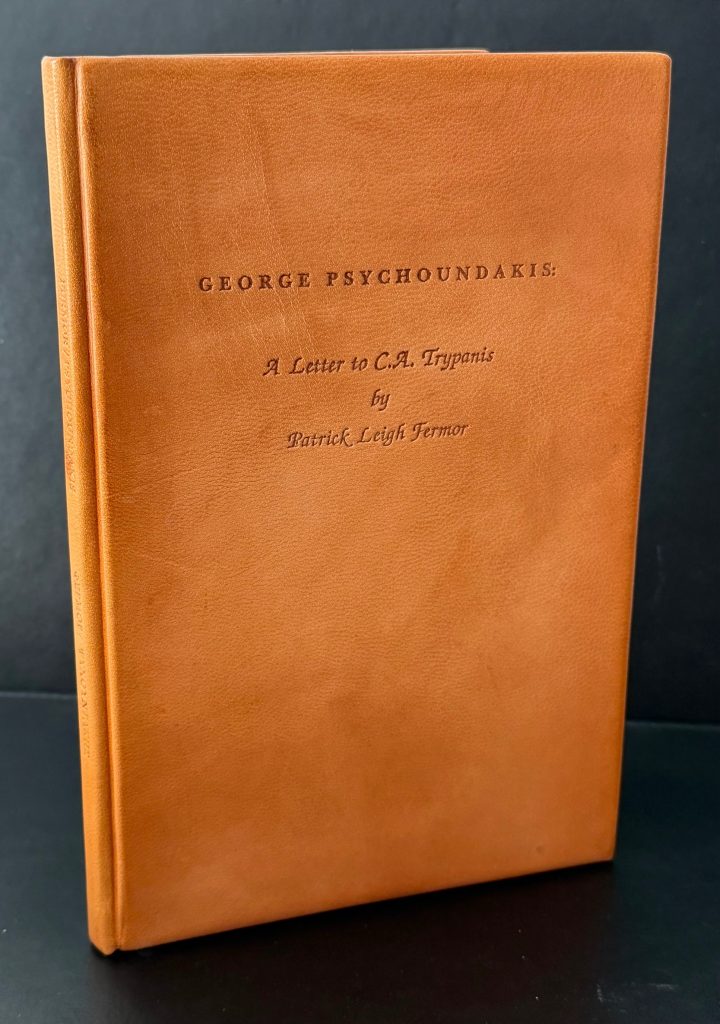 GEORGE PSYCHOUNDAKIS:
A Letter to C.A. Trypanis
by
Patrick Leigh Fermor